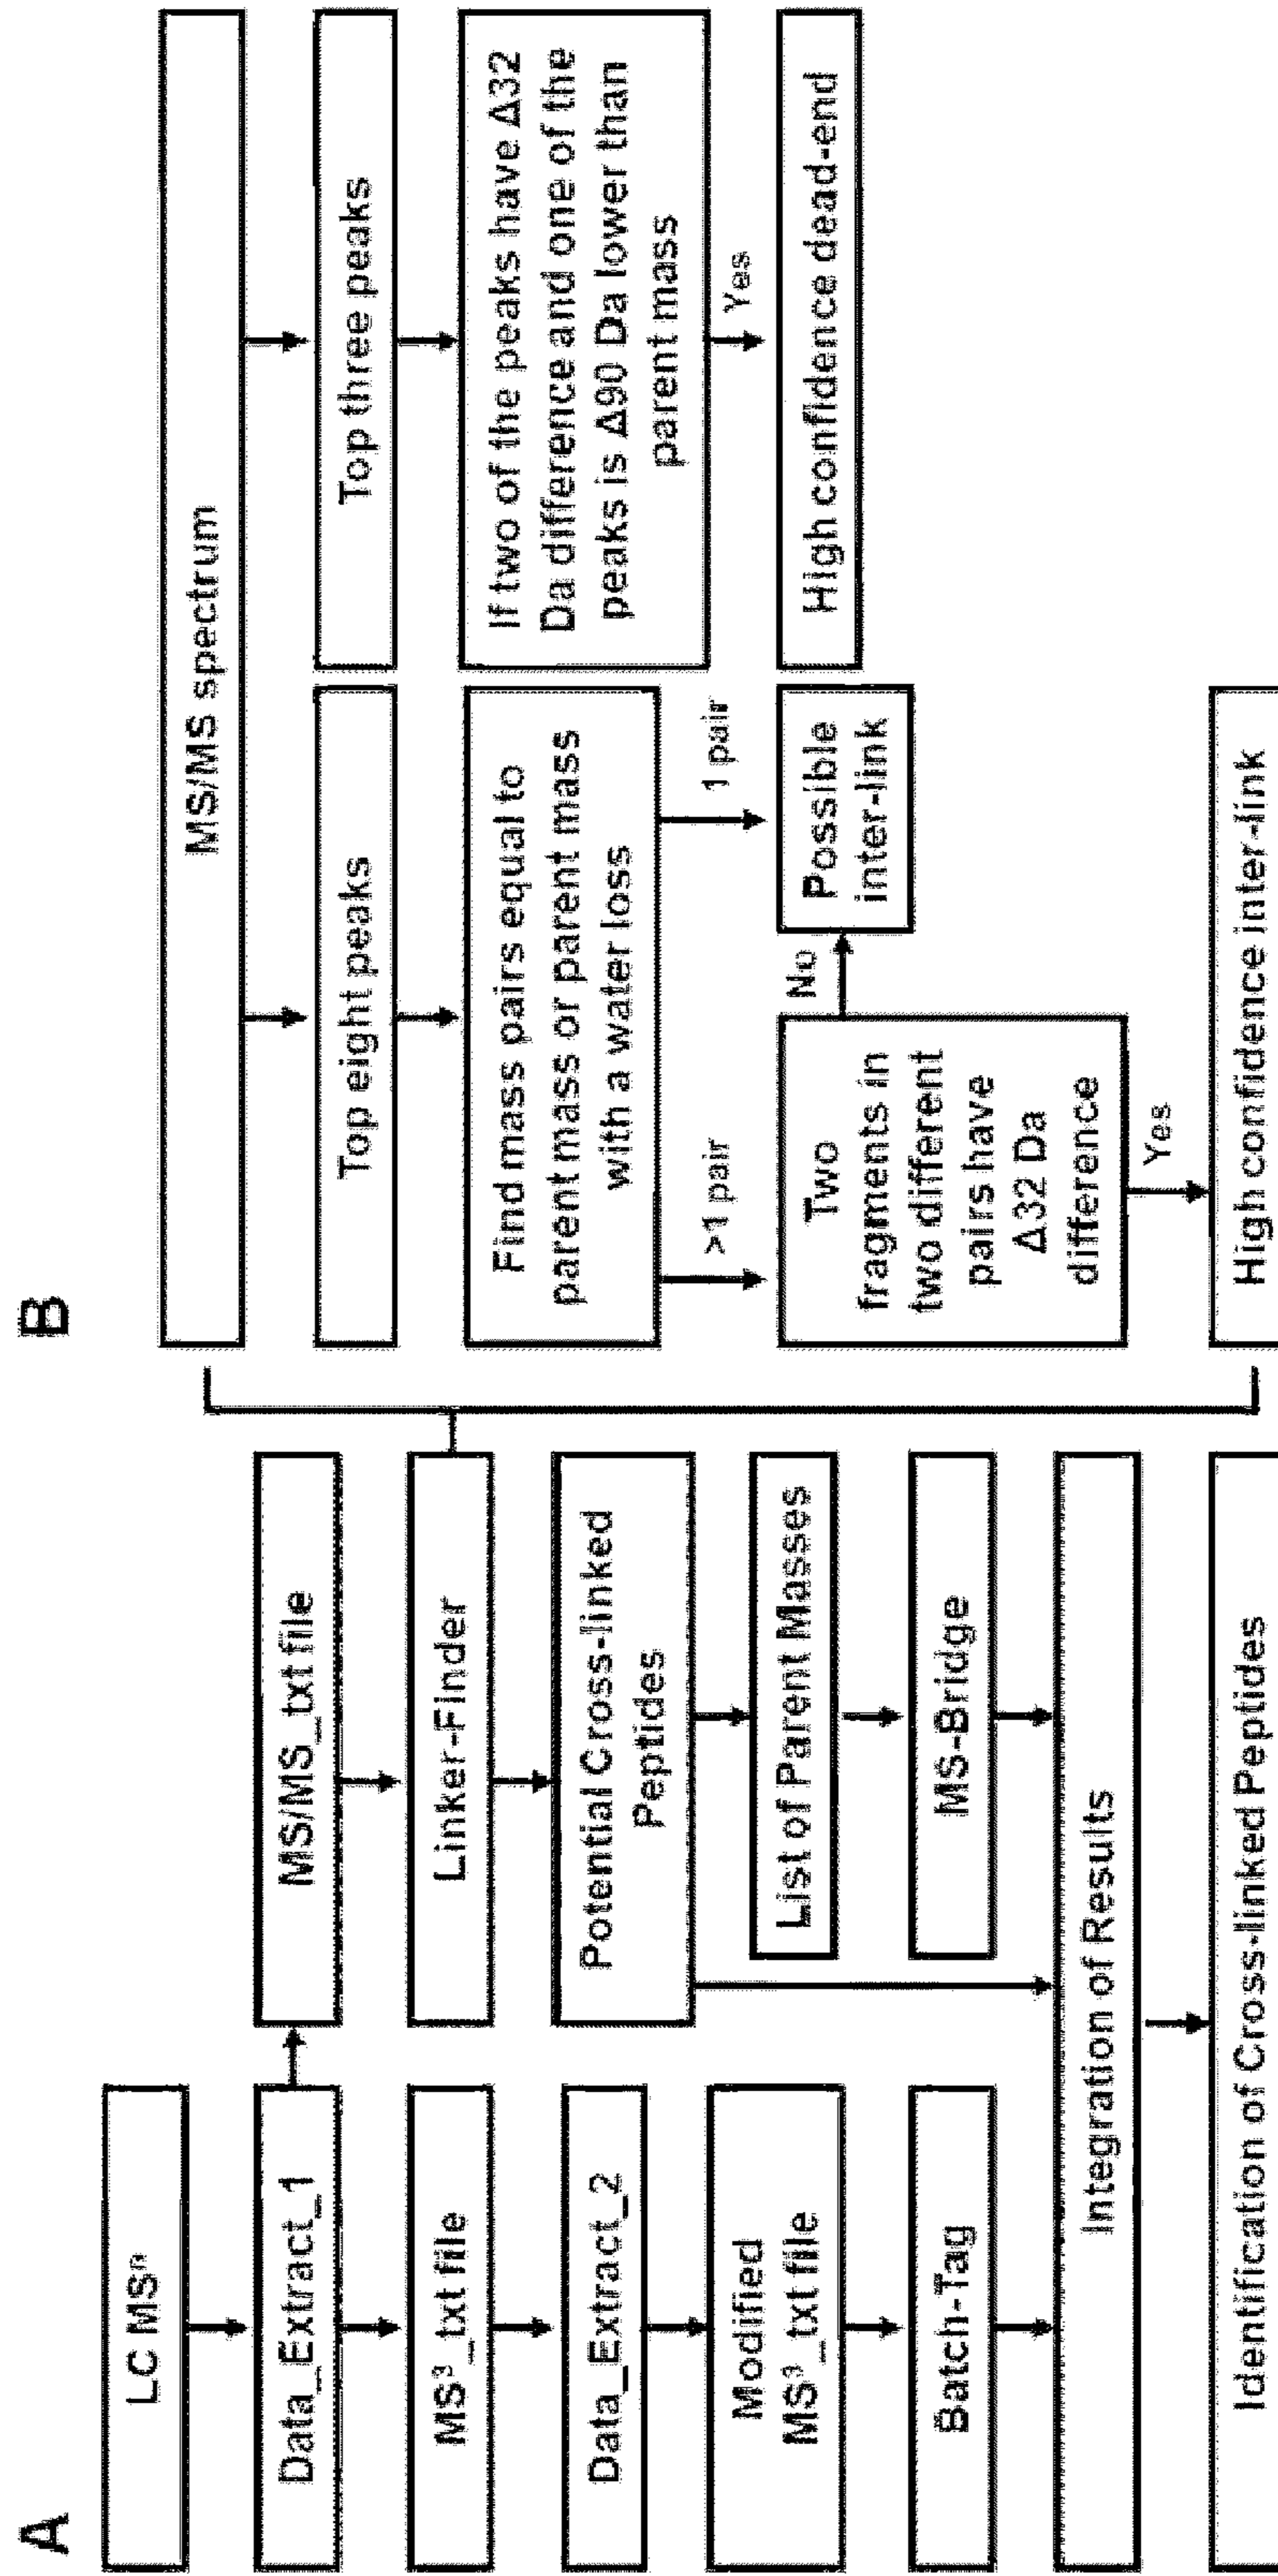 A
LC MSⁿ
Data_Extract_1
MS/MS_txt file
MS³_txt file
Linker-Finder
Data_Extract_2
Potential Cross-linked
Peptides
Modified
MS³_txt file
List of Parent Masses
Batch-Tag
MS-Bridge
Integration of Results
Identification of Cross-linked Peptides
B
MS/MS spectrum
Top eight peaks
Top three peaks
Find mass pairs equal to
parent mass or parent mass
with a water loss
If two of the peaks have Δ32
Da difference and one of the
peaks is Δ90 Da lower than
parent mass
>1 pair
1 pair
Yes
Two
fragments in
two different
pairs have
Δ32 Da
difference
No
Possible
inter-link
High confidence dead-end
Yes
High confidence inter-link